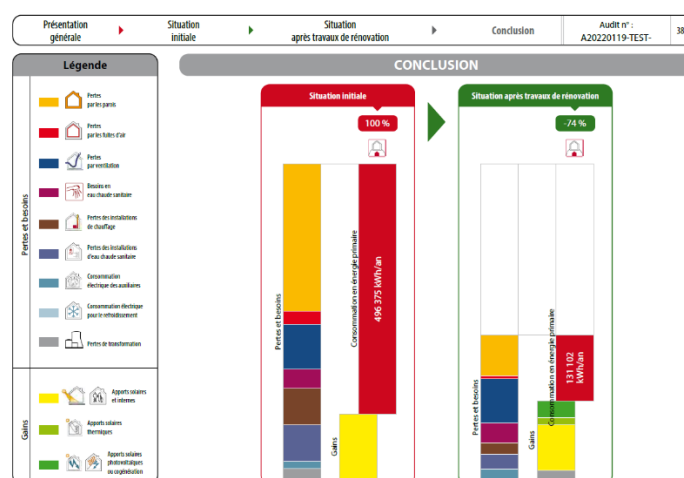 Présentation
générale
Situation
initiale
Situation
après travaux de rénovation
Conclusion
Audit n° :
A20220119-TEST-
38
Légende
CONCLUSION
Pertes et besoins
Pertes
par les parois
Pertes
par les fuites d'air
Pertes
par ventilation
Besoins en
eau chaude sanitaire
Pertes des installations
de chauffage
Pertes des installations
d'eau chaude sanitaire
Consommation
électrique des auxiliaires
Consommation électrique
pour le refroidissement
Pertes de transformation
Gains
Apports solaires
et internes
Apports solaires
thermiques
Apports solaires
photovoltaïques
ou cogénération
Situation initiale
100 %
Pertes et besoins
Consommation en énergie primaire
496 375 kWh/an
Gains
Situation après travaux de rénovation
-74 %
Pertes et besoins
Consommation en énergie primaire
131 102
kWh/an
Gains